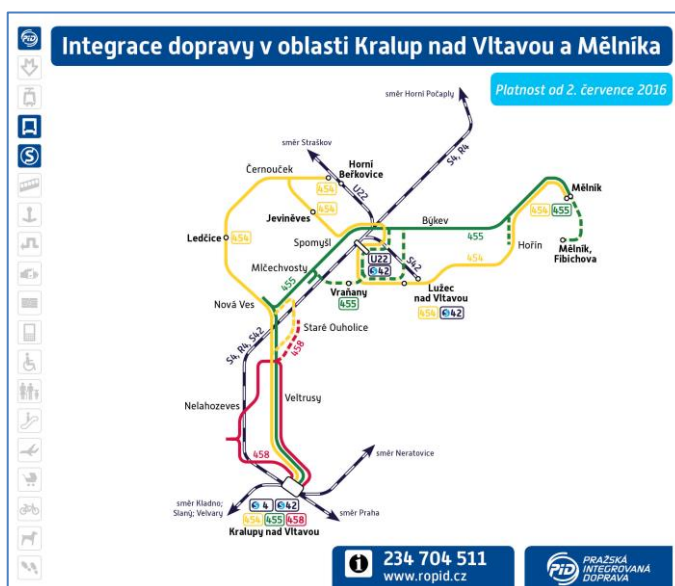 PID
Integrace dopravy v oblasti Kralup nad Vltavou a Mělníka
Platnost od 2. července 2016
směr Horní Počaply
směr Straškov
S4, R4
Černouček
Horní
Beřkovice
454
U22
Mělník
454
Jeviněves
454 455
Ledčice
454
Spomyšl
Býkev
455
Hořín
Mělník,
Fibichova
Mlčechvosty
U22
S 42
S42
454
455
Vraňany
455
Lužec
nad Vltavou
454 S 42
Nová Ves
Staré Ouholice
S4, R4, S42
458
Nelahozeves
Veltrusy
458
směr Neratovice
směr Kladno;
Slaný; Velvary
S 4 S 42
454 455 458
Kralupy nad Vltavou
směr Praha
234 704 511
www.ropid.cz
PID
PRAŽSKÁ
INTEGROVANÁ
DOPRAVA